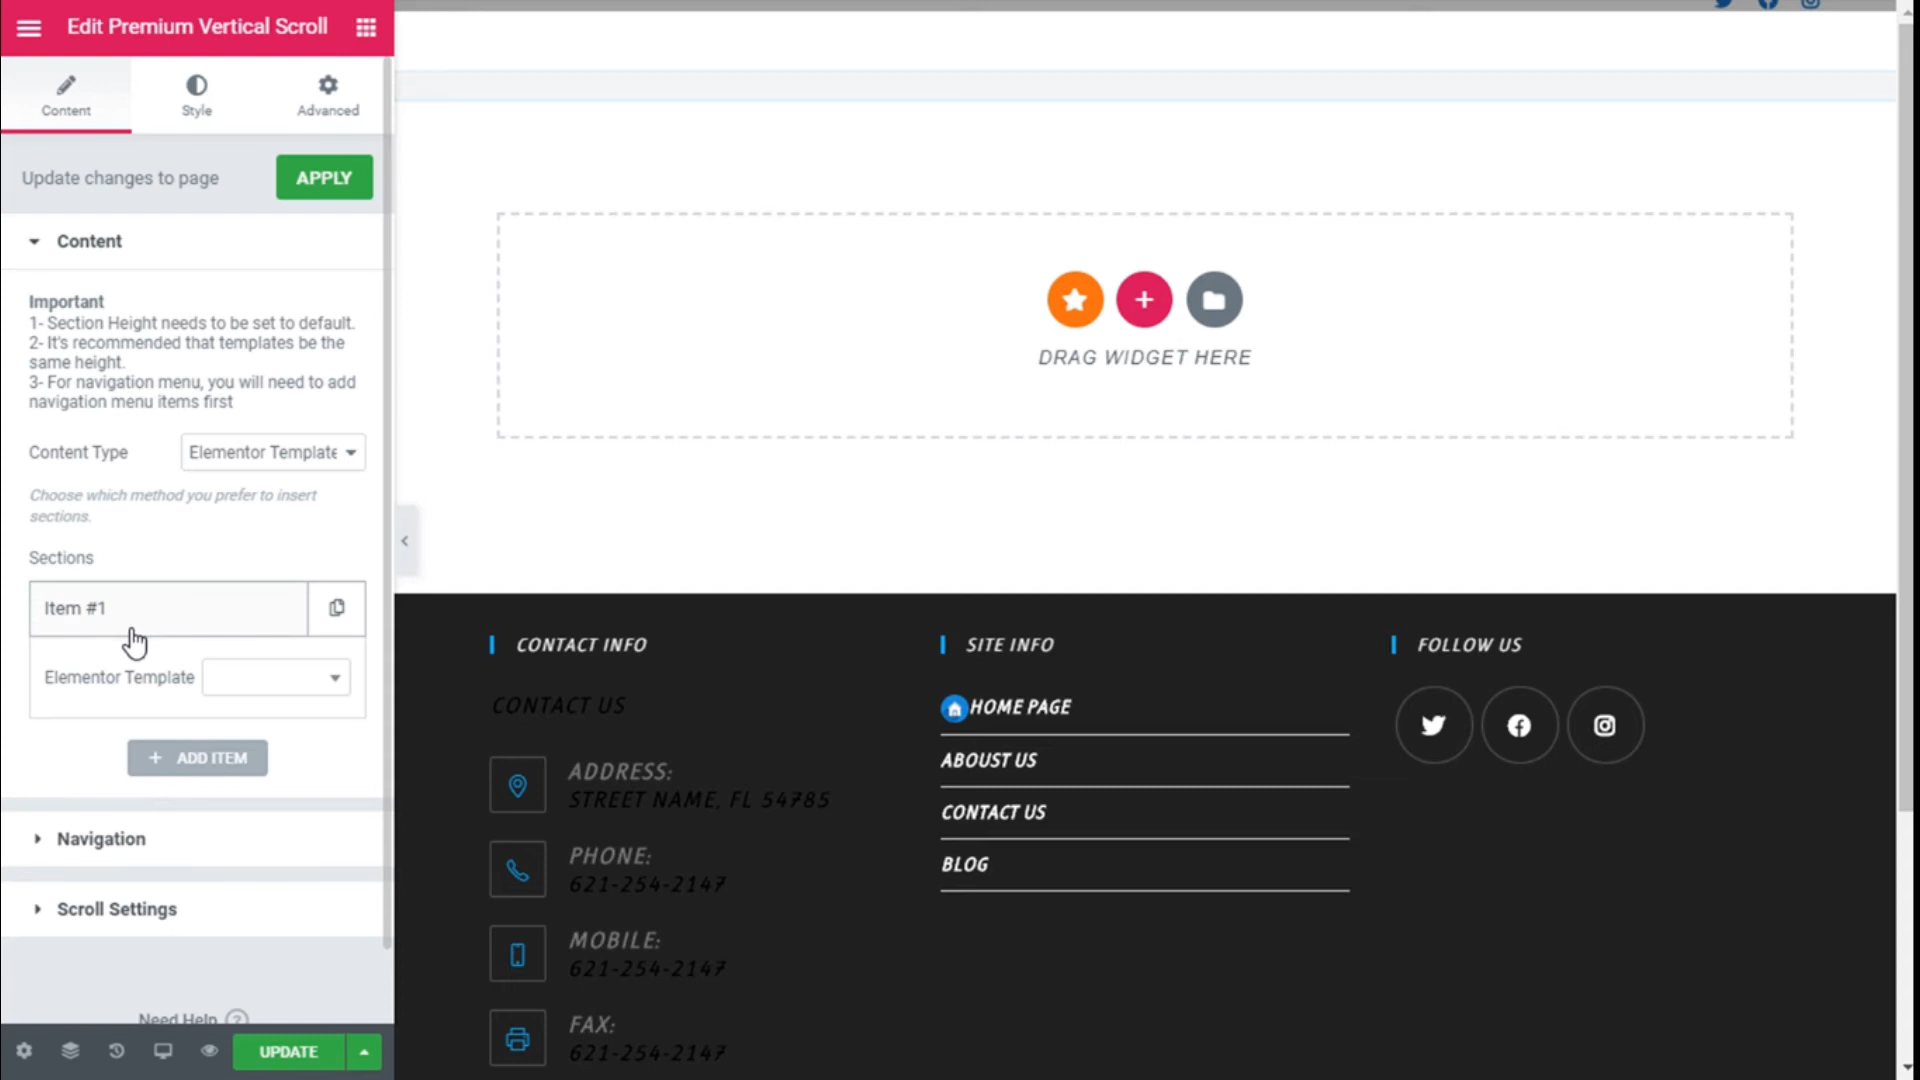 Edit Premium Vertical Scroll
Content
Style
Advanced
Update changes to page
APPLY
Content
Important
1- Section Height needs to be set to default.
2- It's recommended that templates be the
same height.
3- For navigation menu, you will need to add
navigation menu items first
Content Type
Elementor Template
Choose which method you prefer to insert
sections.
Sections
Item #1
Elementor Template
+ ADD ITEM
Navigation
Scroll Settings
Need Help ?
UPDATE
DRAG WIDGET HERE
CONTACT INFO
CONTACT US
ADDRESS:
STREET NAME, FL 54785
PHONE:
621-254-2147
MOBILE:
621-254-2147
FAX:
621-254-2147
SITE INFO
HOME PAGE
ABOUST US
CONTACT US
BLOG
FOLLOW US